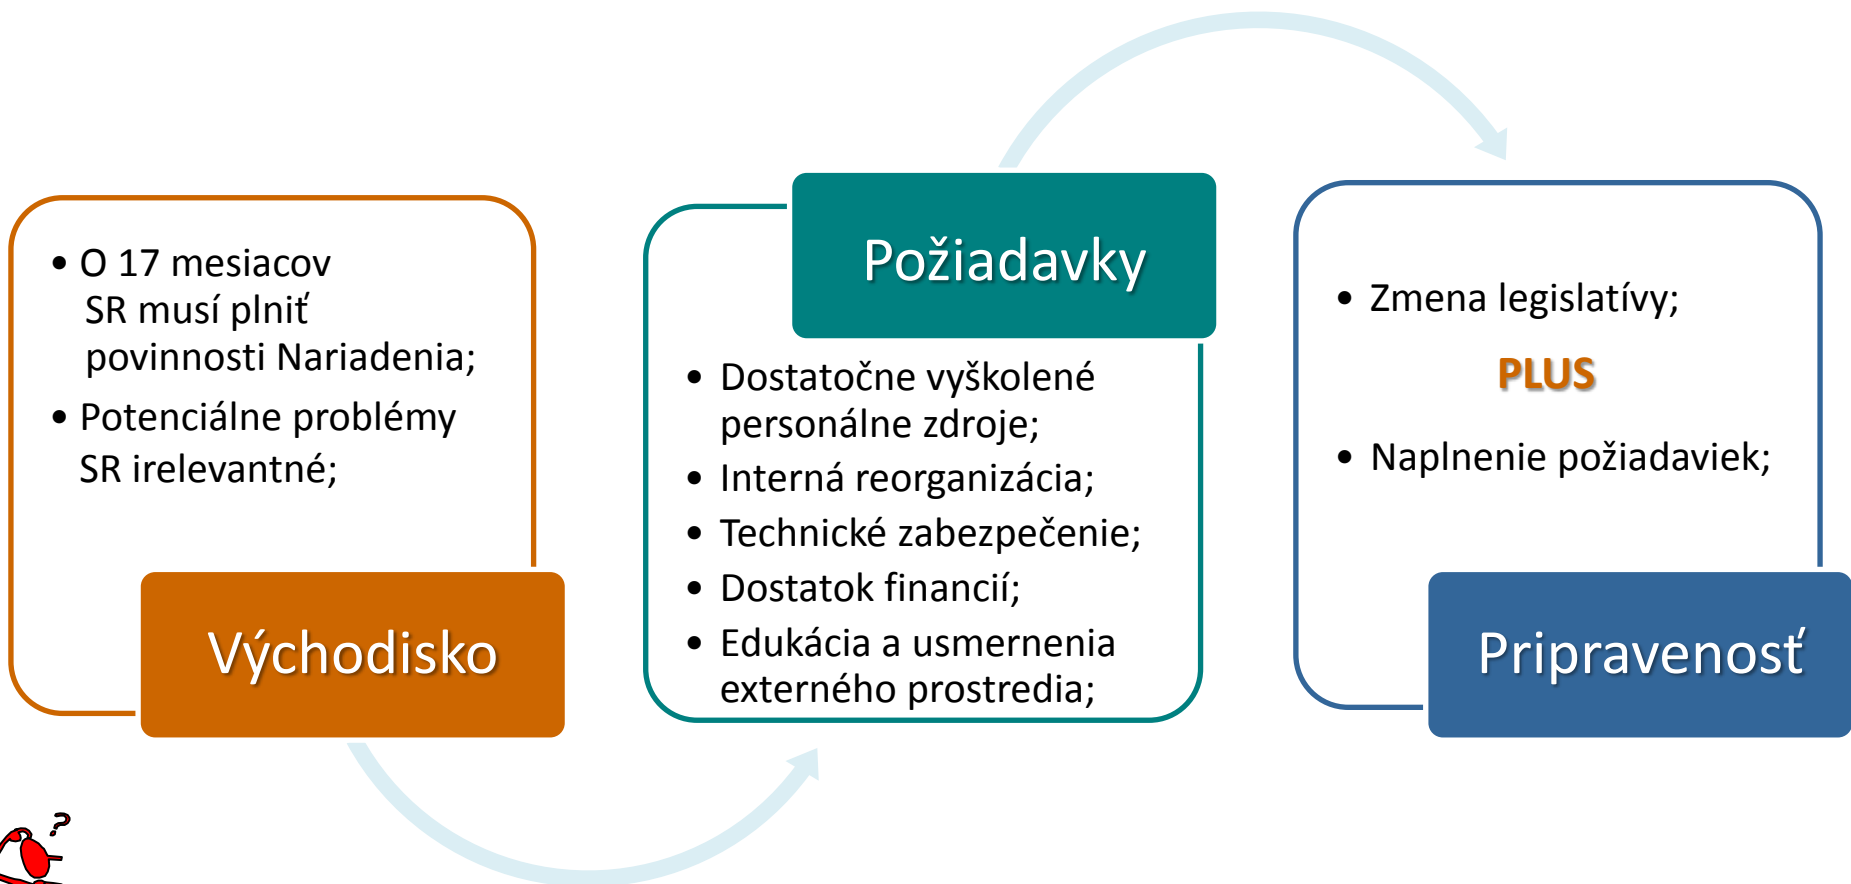 • O 17 mesiacov
SR musí plniť
povinnosti Nariadenia;
• Potenciálne problémy
SR irelevantné;
Východisko
Požiadavky
• Dostatočne vyškolené
personálne zdroje;
• Interná reorganizácia;
• Technické zabezpečenie;
• Dostatok financií;
• Edukácia a usmernenia
externého prostredia;
• Zmena legislatívy;
PLUS
• Naplnenie požiadaviek;
Pripravenosť
?